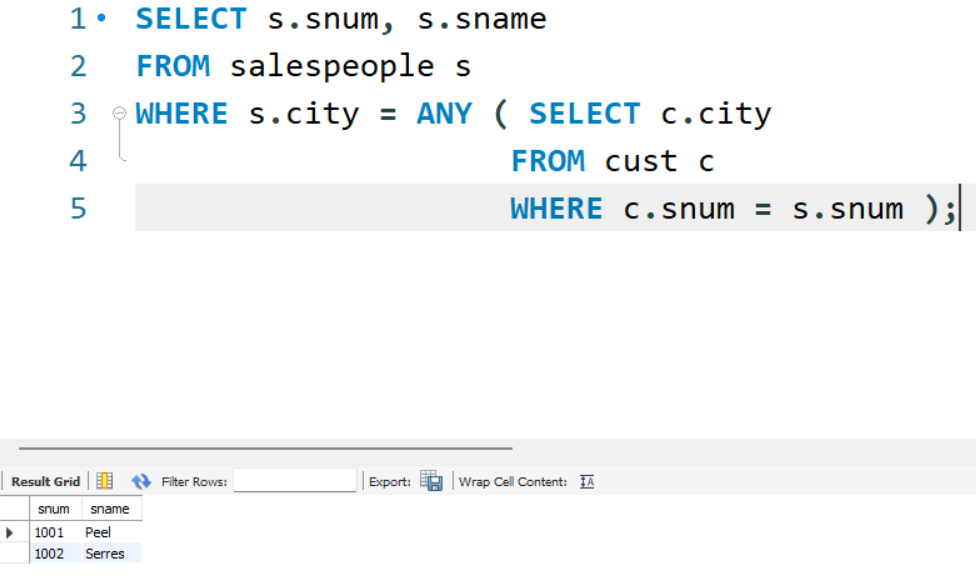 1 SELECT s.snum, s.sname
2 FROM salespeople s
3 WHERE s.city = ANY ( SELECT c.city
4 FROM cust c
5 WHERE c.snum = s.snum );
Result Grid Filter Rows: Export: Wrap Cell Content: IA
snum sname
1001 Peel
1002 Serres